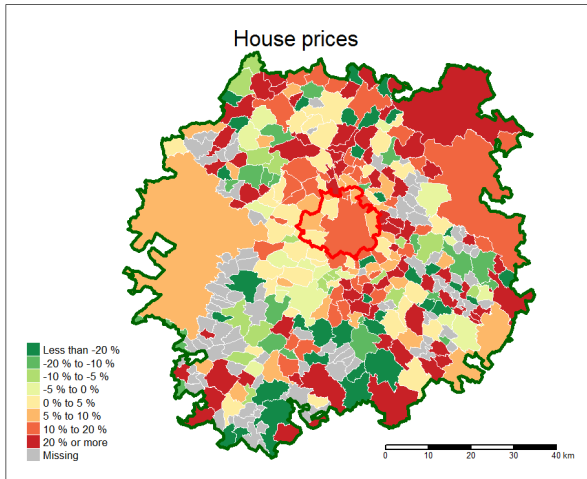 House prices
Less than -20 %
-20 % to -10 %
-10 % to -5 %
-5 % to 0 %
0 % to 5 %
5 % to 10 %
10 % to 20 %
20 % or more
Missing
0 10 20 30 40 km